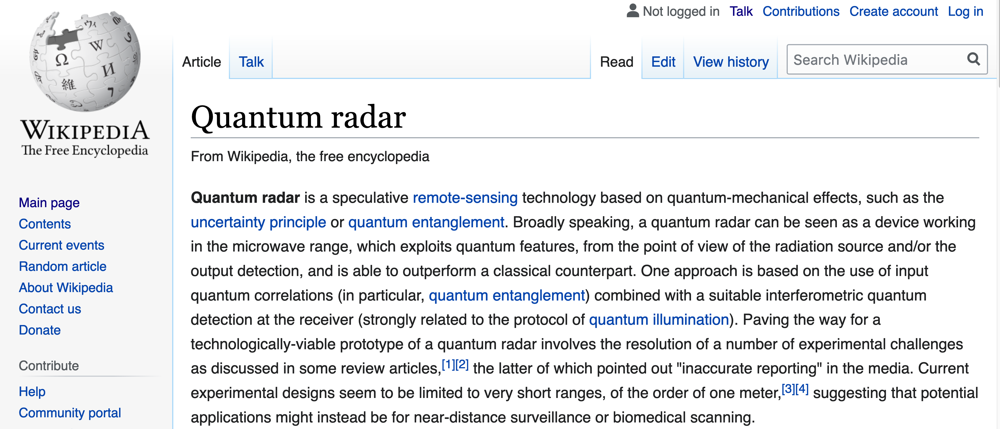 Not logged in Talk Contributions Create account Log in
Article Talk Read Edit View history Search Wikipedia
Ω W И 維 ウィ 7
WIKIPEDIA
The Free Encyclopedia
Main page
Contents
Current events
Random article
About Wikipedia
Contact us
Donate
Contribute
Help
Community portal
Quantum radar
From Wikipedia, the free encyclopedia
Quantum radar is a speculative remote-sensing technology based on quantum-mechanical effects, such as the
uncertainty principle or quantum entanglement. Broadly speaking, a quantum radar can be seen as a device working
in the microwave range, which exploits quantum features, from the point of view of the radiation source and/or the
output detection, and is able to outperform a classical counterpart. One approach is based on the use of input
quantum correlations (in particular, quantum entanglement) combined with a suitable interferometric quantum
detection at the receiver (strongly related to the protocol of quantum illumination). Paving the way for a
technologically-viable prototype of a quantum radar involves the resolution of a number of experimental challenges
as discussed in some review articles,[1][2] the latter of which pointed out "inaccurate reporting" in the media. Current
experimental designs seem to be limited to very short ranges, of the order of one meter,[3][4] suggesting that potential
applications might instead be for near-distance surveillance or biomedical scanning.